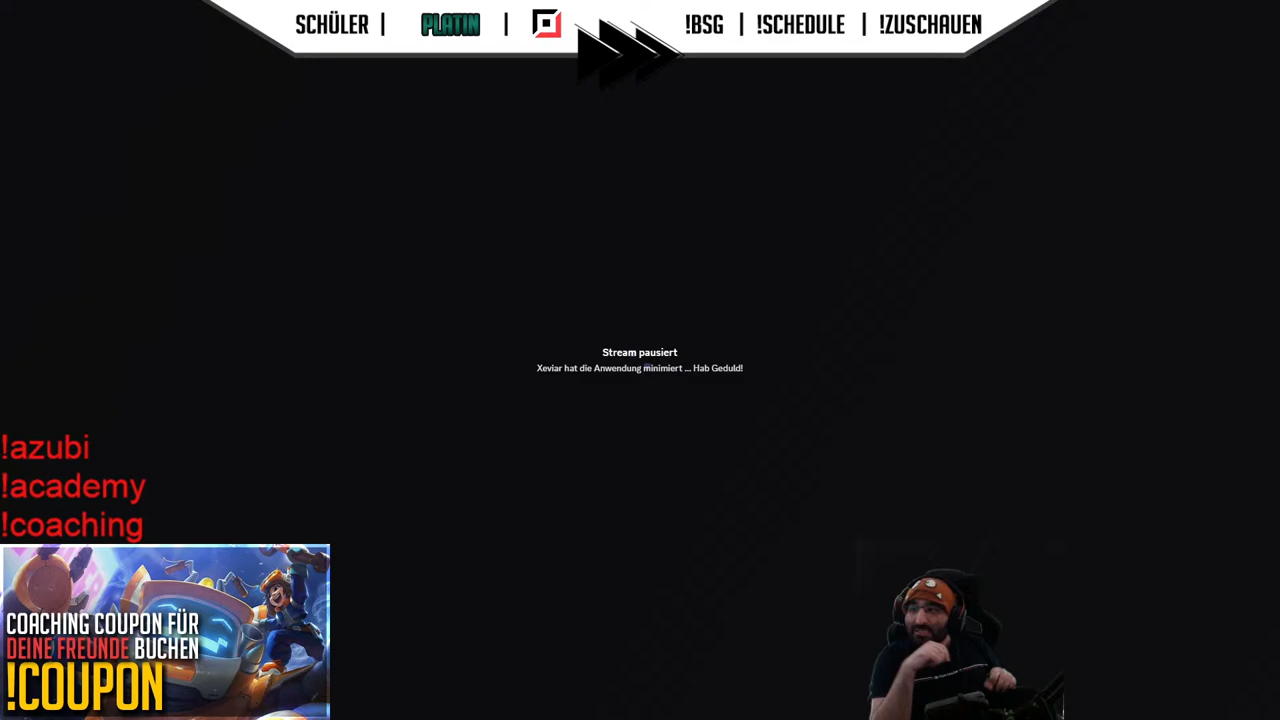 SCHÜLER | PLATIN | !BSG | !SCHEDULE | !ZUSCHAUEN
Stream pausiert
Xeviar hat die Anwendung minimiert ... Hab Geduld!
!azubi
!academy
!coaching
COACHING COUPON FÜR
DEINE FREUNDE BUCHEN
!COUPON